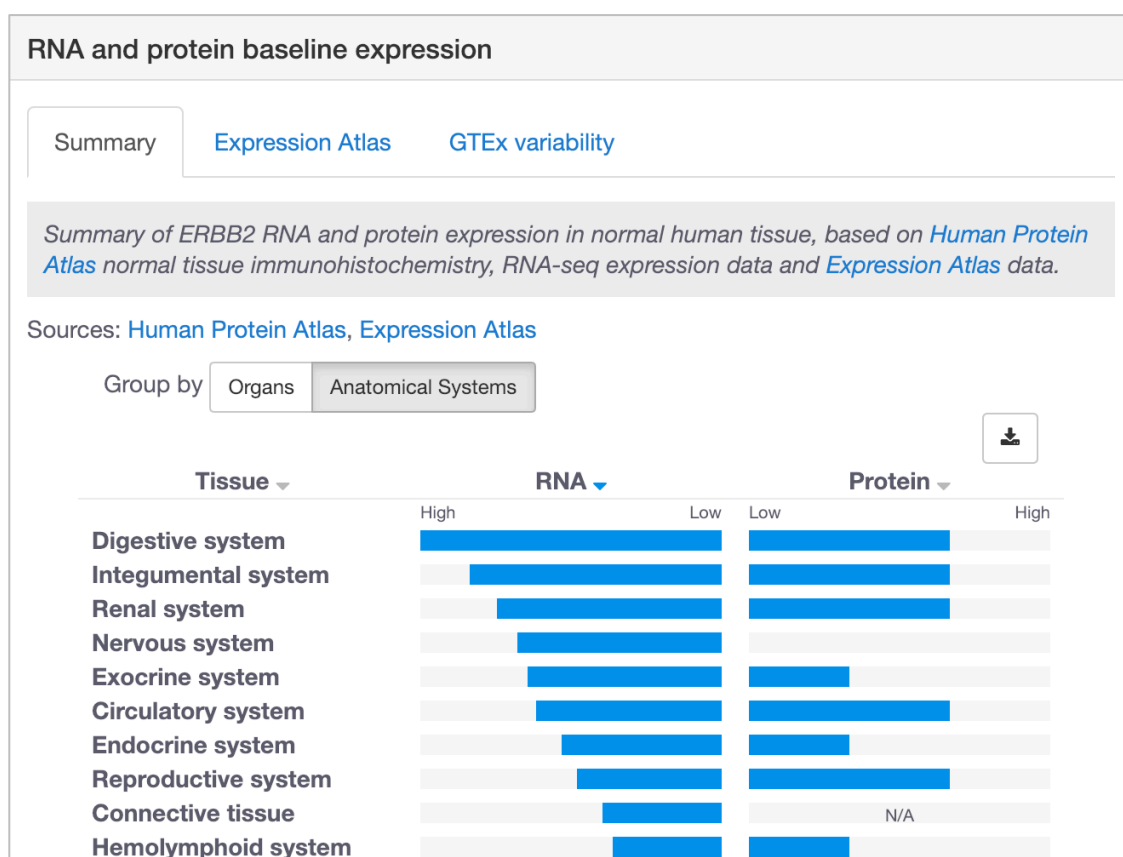 RNA and protein baseline expression
Summary Expression Atlas GTEx variability
Summary of ERBB2 RNA and protein expression in normal human tissue, based on Human Protein
Atlas normal tissue immunohistochemistry, RNA-seq expression data and Expression Atlas data.
Sources: Human Protein Atlas, Expression Atlas
Group by Organs Anatomical Systems
Tissue RNA Protein
High Low Low High
Digestive system
Integumental system
Renal system
Nervous system
Exocrine system
Circulatory system
Endocrine system
Reproductive system
Connective tissue N/A
Hemolymphoid system